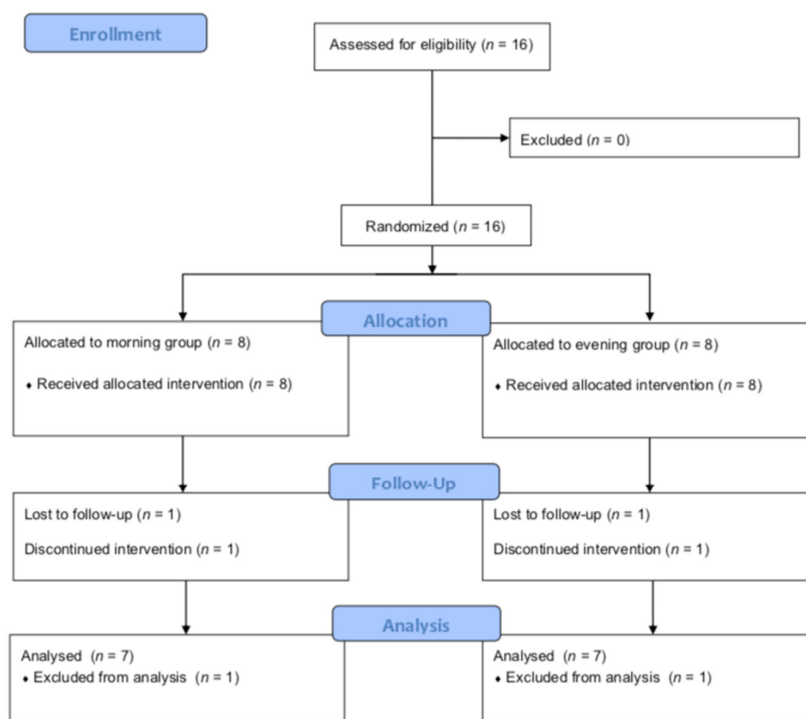 Enrollment
Assessed for eligibility (n = 16)
Excluded (n = 0)
Randomized (n = 16)
Allocation
Allocated to morning group (n = 8)
♦ Received allocated intervention (n = 8)
Allocated to evening group (n = 8)
♦ Received allocated intervention (n = 8)
Follow-Up
Lost to follow-up (n = 1)
Discontinued intervention (n = 1)
Lost to follow-up (n = 1)
Discontinued intervention (n = 1)
Analysis
Analysed (n = 7)
♦ Excluded from analysis (n = 1)
Analysed (n = 7)
♦ Excluded from analysis (n = 1)